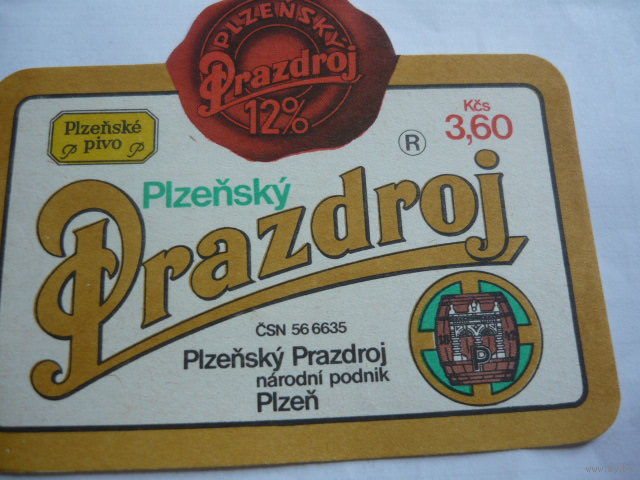 PLZEŇSKÝ
Prazdroj
12%
Plzeňské
pivo
P P
Kčs
3,60
®
Plzeňský
Prazdroj
ČSN 56 6635
Plzeňský Prazdroj
národní podnik
Plzeň
P